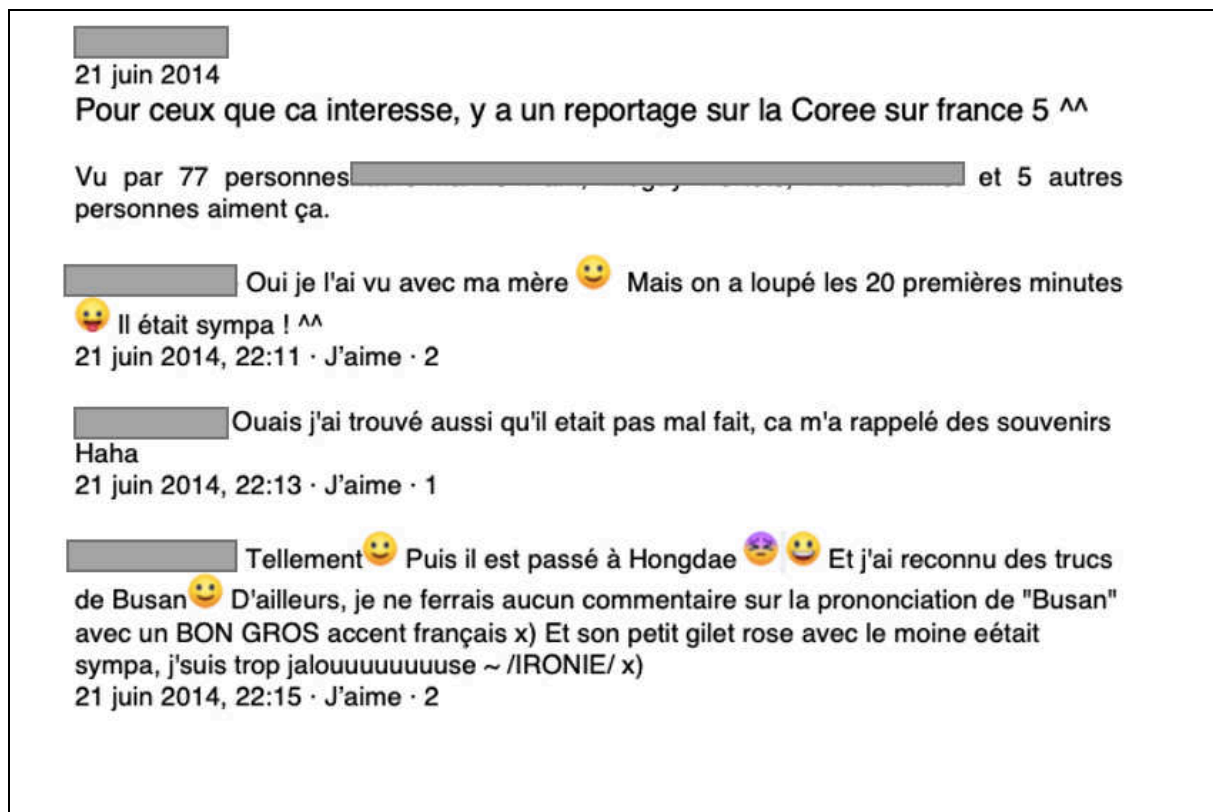 21 juin 2014
Pour ceux que ca interesse, y a un reportage sur la Coree sur france 5 ^^
Vu par 77 personnes et 5 autres
personnes aiment ça.
Oui je l'ai vu avec ma mère 🙂 Mais on a loupé les 20 premières minutes
😛 Il était sympa ! ^^
21 juin 2014, 22:11 · J'aime · 2
Ouais j'ai trouvé aussi qu'il etait pas mal fait, ca m'a rappelé des souvenirs
Haha
21 juin 2014, 22:13 · J'aime · 1
Tellement🙂 Puis il est passé à Hongdae 😣 😀 Et j'ai reconnu des trucs
de Busan🙂 D'ailleurs, je ne ferrais aucun commentaire sur la prononciation de "Busan"
avec un BON GROS accent français x) Et son petit gilet rose avec le moine eétait
sympa, j'suis trop jalouuuuuuuuuse ~ /IRONIE/ x)
21 juin 2014, 22:15 · J'aime · 2